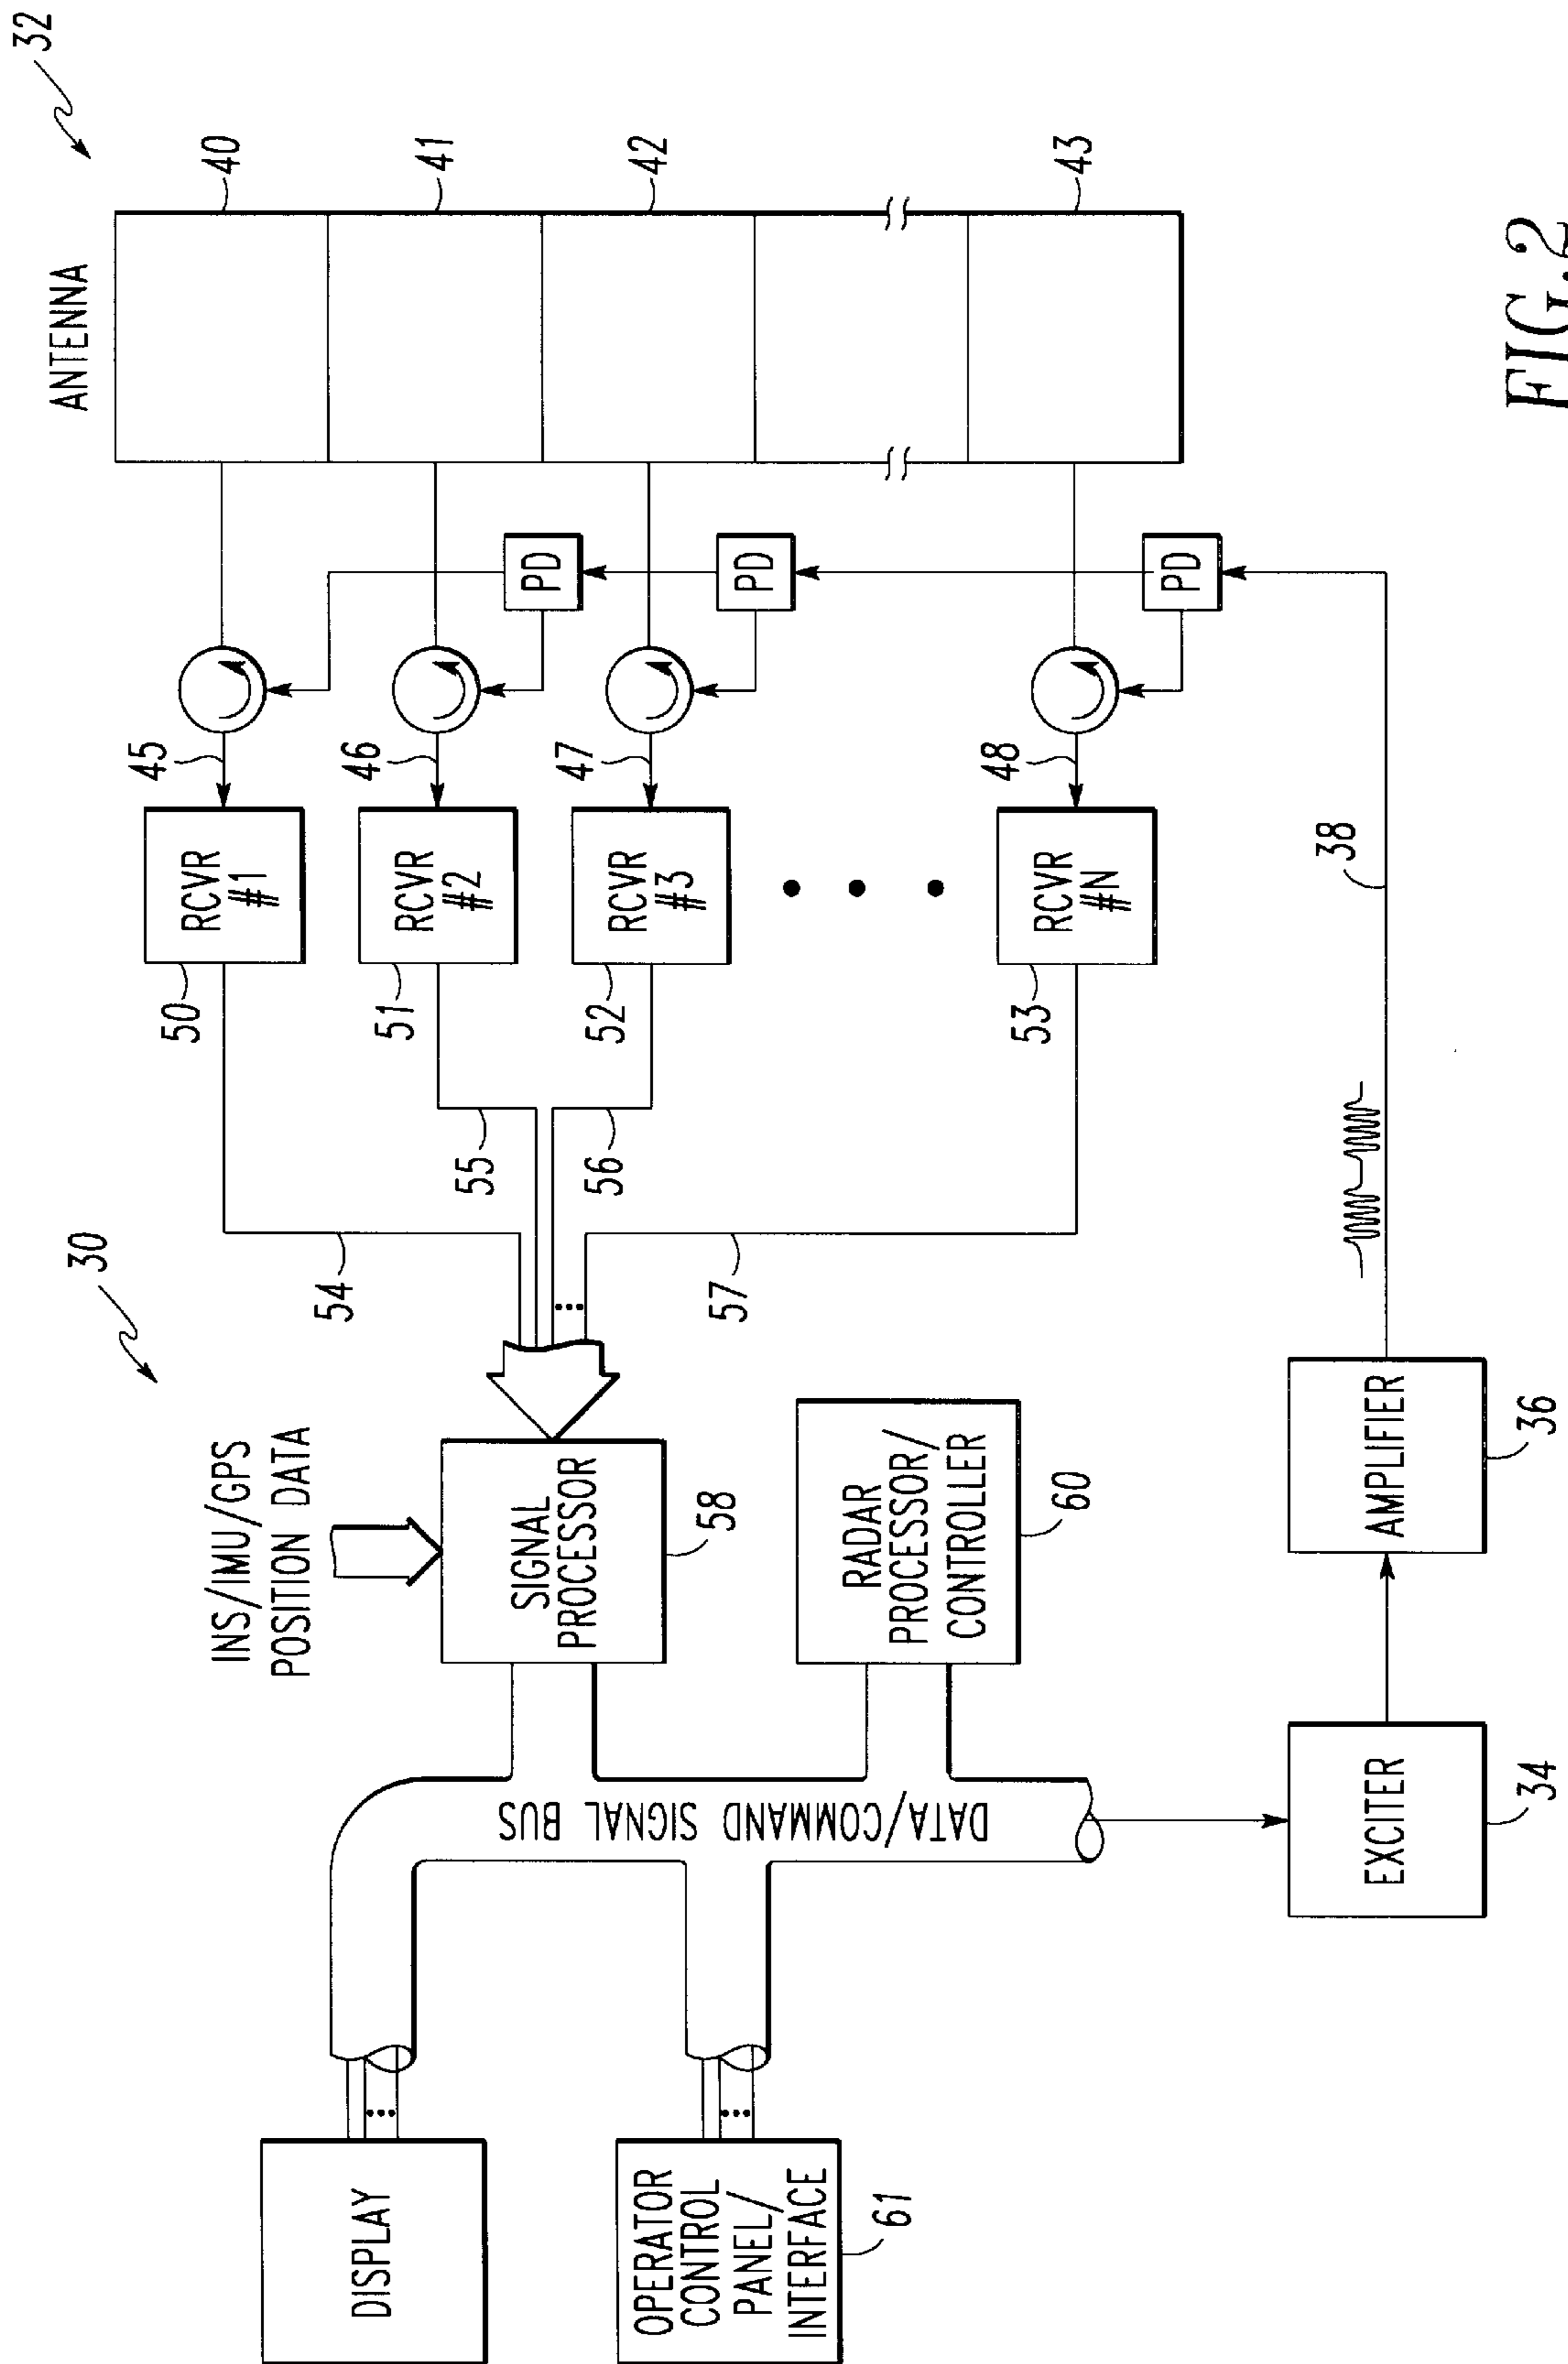 32
ANTENNA
40
41
42
43
PD
PD
PD
45
46
47
48
RCVR
#1
RCVR
#2
RCVR
#3
RCVR
#N
50
51
52
53
54
55
56
57
38
30
INS/IMU/GPS
POSITION DATA
SIGNAL
PROCESSOR
58
RADAR
PROCESSOR/
CONTROLLER
60
AMPLIFIER
36
DATA/COMMAND SIGNAL BUS
EXCITER
34
DISPLAY
OPERATOR
CONTROL
PANEL/
INTERFACE
61
FIG.2